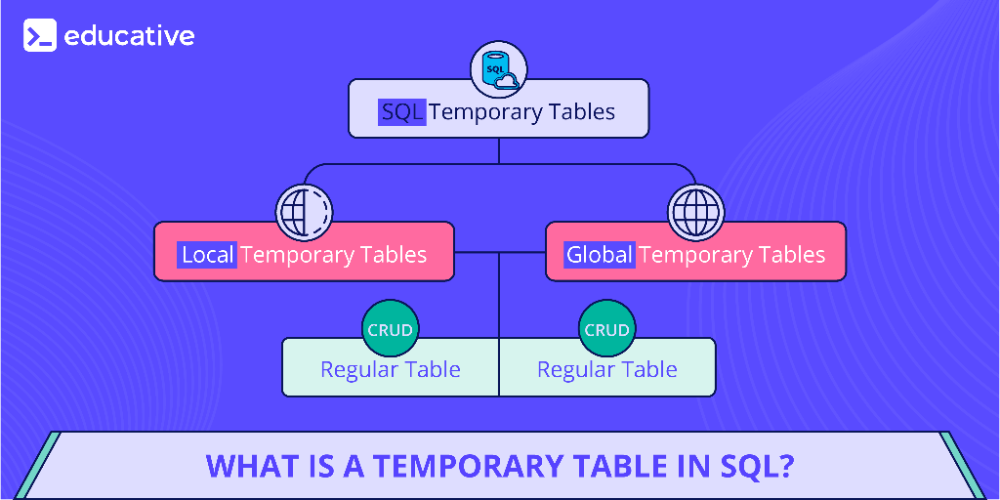 educative
SQL
SQL Temporary Tables
Local Temporary Tables
Global Temporary Tables
CRUD
CRUD
Regular Table
Regular Table
WHAT IS A TEMPORARY TABLE IN SQL?